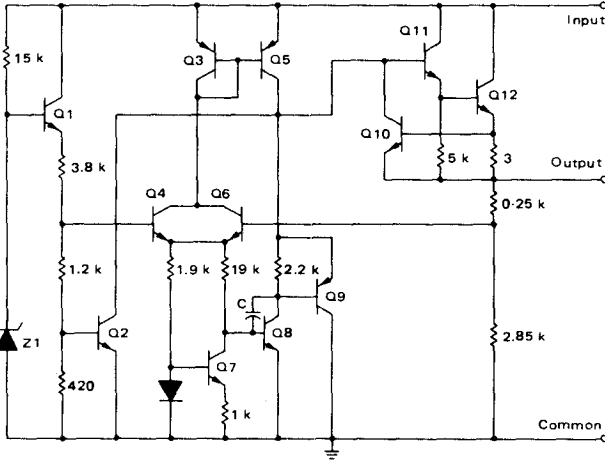 Input
Q11
15 k
Q3
Q5
Q12
Q1
Q10
3.8 k
5 k
3
Output
Q4
Q6
0·25 k
1.2 k
1.9 k
19 k
2.2 k
C
Q9
Q2
Q8
Z1
2.85 k
Q7
420
1 k
Common